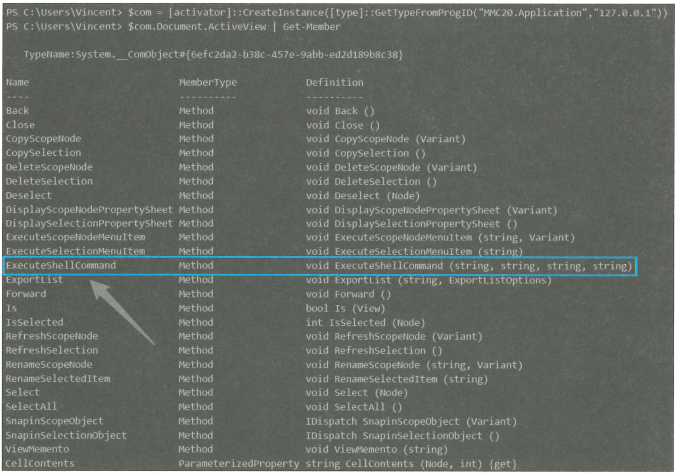 PS C:\Users\Vincent> $com = [activator]::CreateInstance([type]::GetTypeFromProgID("MMC20.Application","127.0.0.1"))
PS C:\Users\Vincent> $com.Document.ActiveView | Get-Member
TypeName:System.__ComObject#{6efc2da2-b38c-457e-9abb-ed2d189b8c38}
Name MemberType Definition
---- ---------- ----------
Back Method void Back ()
Close Method void Close ()
CopyScopeNode Method void CopyScopeNode (Variant)
CopySelection Method void CopySelection ()
DeleteScopeNode Method void DeleteScopeNode (Variant)
DeleteSelection Method void DeleteSelection ()
Deselect Method void Deselect (Node)
DisplayScopeNodePropertySheet Method void DisplayScopeNodePropertySheet (Variant)
DisplaySelectionPropertySheet Method void DisplaySelectionPropertySheet ()
ExecuteScopeNodeMenuItem Method void ExecuteScopeNodeMenuItem (string, Variant)
ExecuteSelectionMenuItem Method void ExecuteSelectionMenuItem (string)
ExecuteShellCommand Method void ExecuteShellCommand (string, string, string, string)
ExportList Method void ExportList (string, ExportListOptions)
Forward Method void Forward ()
Is Method bool Is (View)
IsSelected Method int IsSelected (Node)
RefreshScopeNode Method void RefreshScopeNode (Variant)
RefreshSelection Method void RefreshSelection ()
RenameScopeNode Method void RenameScopeNode (string, Variant)
RenameSelectedItem Method void RenameSelectedItem (string)
Select Method void Select (Node)
SelectAll Method void SelectAll ()
SnapinScopeObject Method IDispatch SnapinScopeObject (Variant)
SnapinSelectionObject Method IDispatch SnapinSelectionObject ()
ViewMemento Method void ViewMemento (string)
CellContents ParameterizedProperty string CellContents (Node, int) {get}